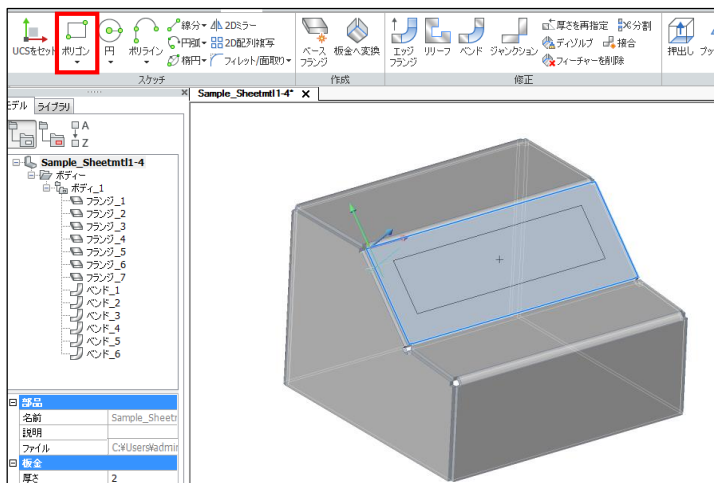 線分 2Dミラー
円弧 2D配列複写
楕円 フィレット/面取り
UCSをセット ポリゴン 円 ポリライン
スケッチ
ベース フランジ 板金へ変換
作成
エッジ フランジ リリーフ ベンド ジャンクション
厚さを再指定 分割
ディゾルブ 接合
フィーチャーを削除
修正
押出し プッ
Sample_Sheetmtl1-4* X
モデル ライブラリ
A
Z
Sample_Sheetmtl1-4
ボディー
ボディ_1
フランジ_1
フランジ_2
フランジ_3
フランジ_4
フランジ_5
フランジ_6
フランジ_7
ベンド_1
ベンド_2
ベンド_3
ベンド_4
ベンド_5
ベンド_6
部品
名前 Sample_Sheetr
説明
ファイル C:¥Users¥admir
板金
厚さ 2